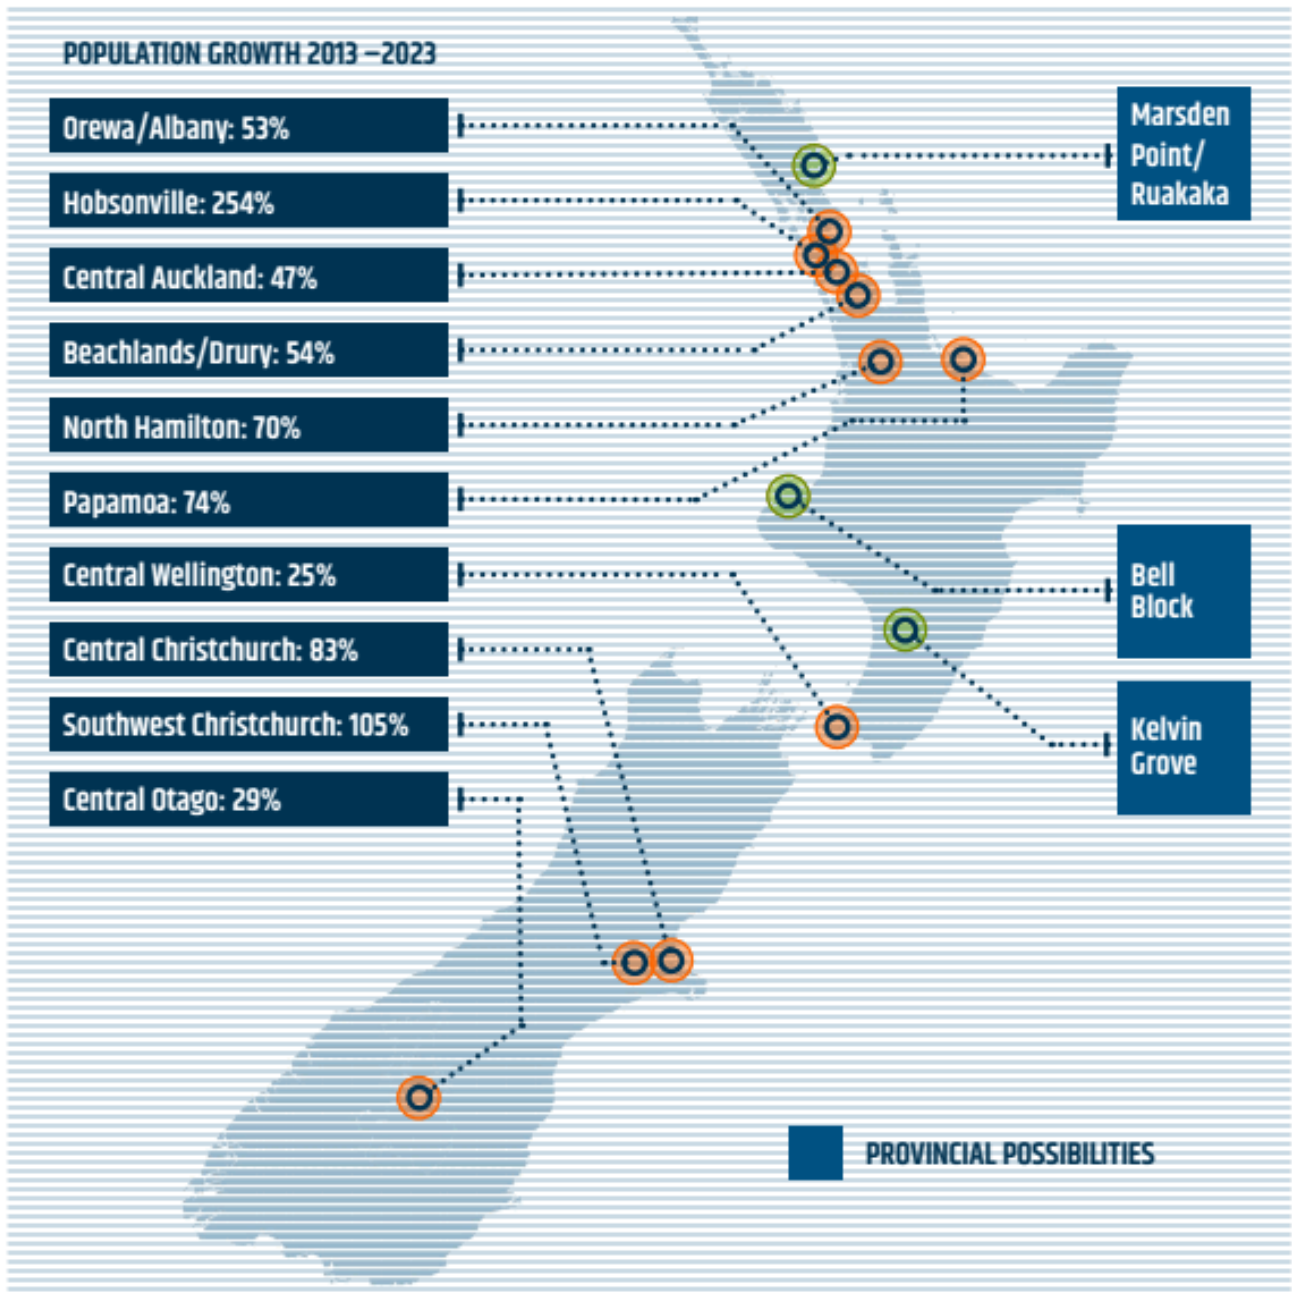 POPULATION GROWTH 2013 –2023
Orewa/Albany: 53%
Hobsonville: 254%
Central Auckland: 47%
Beachlands/Drury: 54%
North Hamilton: 70%
Papamoa: 74%
Central Wellington: 25%
Central Christchurch: 83%
Southwest Christchurch: 105%
Central Otago: 29%
Marsden
Point/
Ruakaka
Bell
Block
Kelvin
Grove
PROVINCIAL POSSIBILITIES